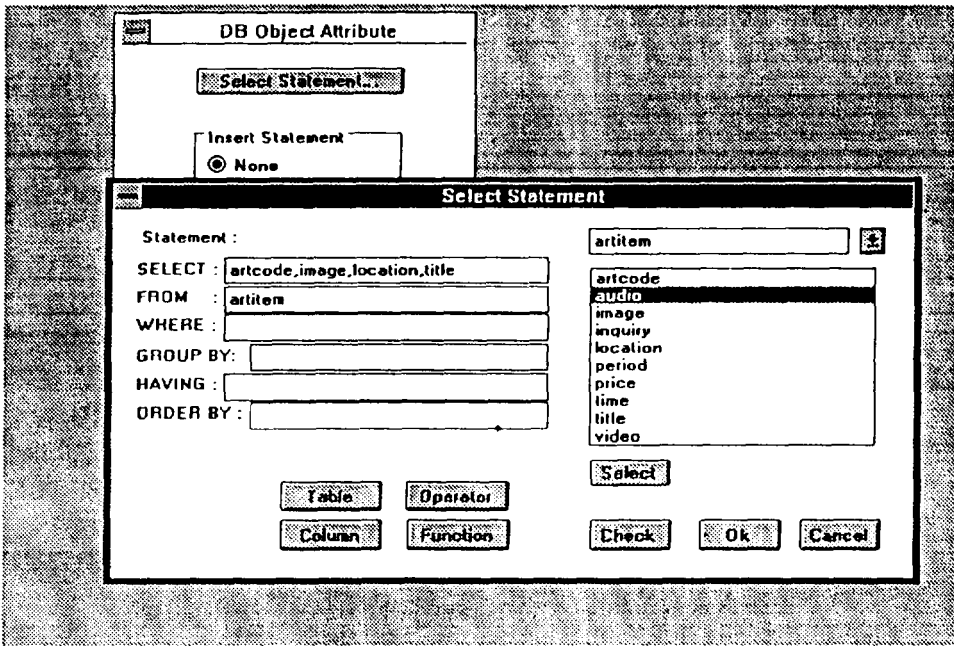 DB Object Attribute
Select Statement...
Insert Statement
None
Select Statement
Statement :
SELECT : artcode,image,location,title
FROM : artitem
WHERE :
GROUP BY:
HAVING :
ORDER BY :
artitem
artcode
audio
image
inquiry
location
period
price
time
title
video
Select
Table
Operator
Column
Function
Check
Ok
Cancel